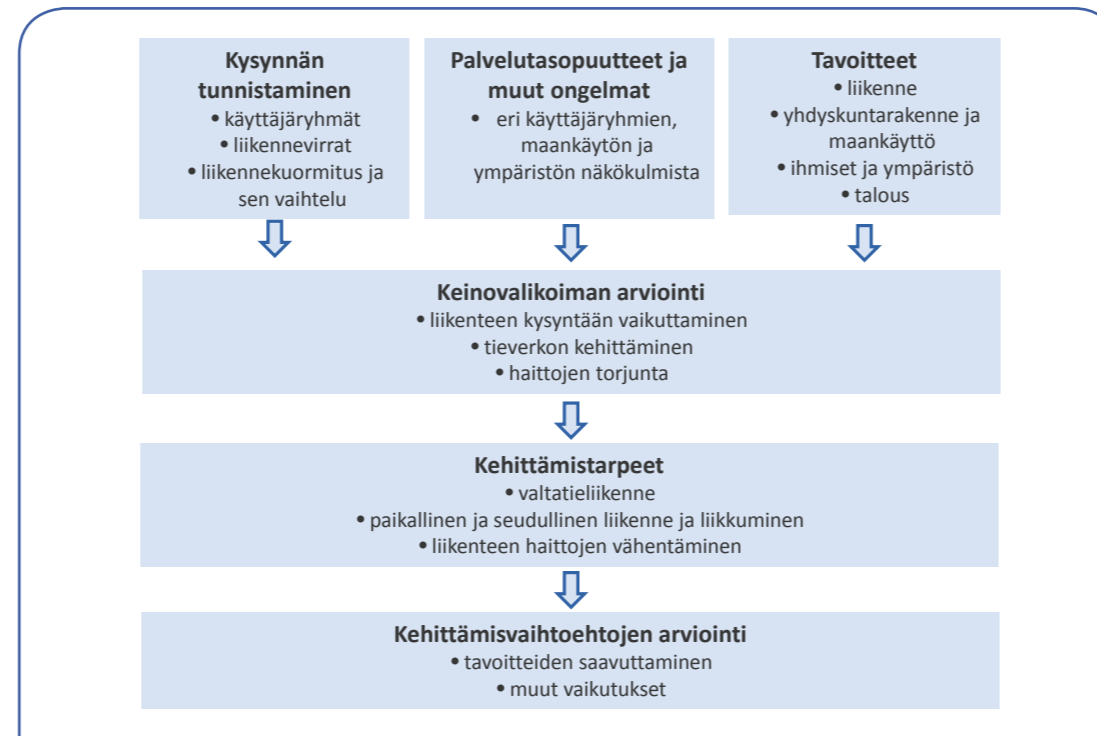 Kysynnän
tunnistaminen
• käyttäjäryhmät
• liikennevirrat
• liikennekuormitus ja
sen vaihtelu
Palvelutasopuutteet ja
muut ongelmat
• eri käyttäjäryhmien,
maankäytön ja
ympäristön näkökulmista
Tavoitteet
• liikenne
• yhdyskuntarakenne ja
maankäyttö
• ihmiset ja ympäristö
• talous
Keinovalikoiman arviointi
• liikenteen kysyntään vaikuttaminen
• tieverkon kehittäminen
• haittojen torjunta
Kehittämistarpeet
• valtatieliikenne
• paikallinen ja seudullinen liikenne ja liikkuminen
• liikenteen haittojen vähentäminen
Kehittämisvaihtoehtojen arviointi
• tavoitteiden saavuttaminen
• muut vaikutukset